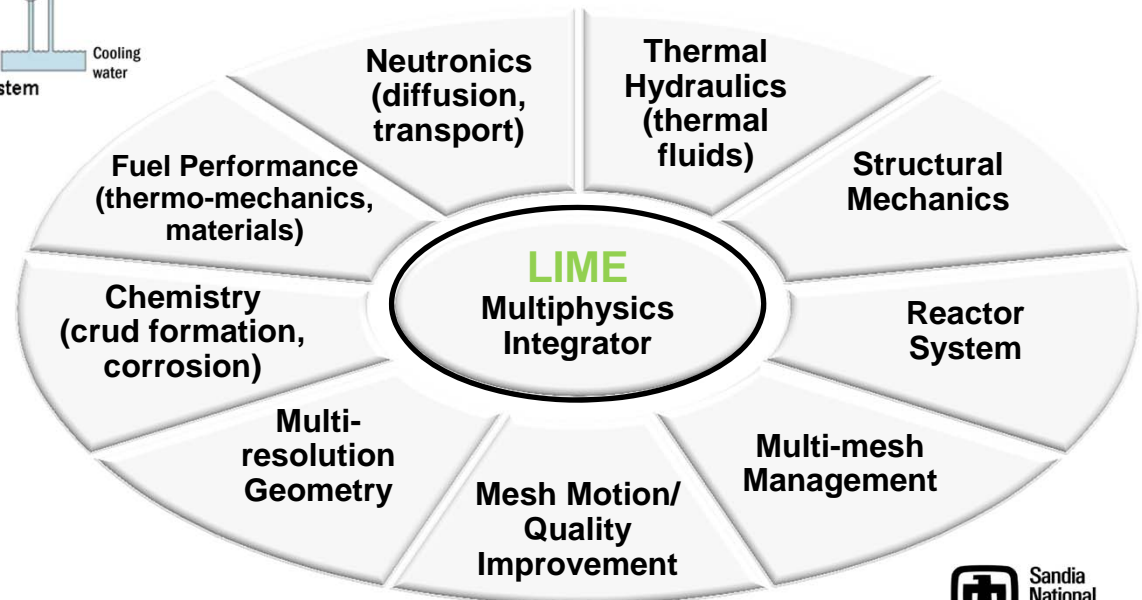 Cooling
water
stem
Neutronics
(diffusion,
transport)
Thermal
Hydraulics
(thermal
fluids)
Structural
Mechanics
Fuel Performance
(thermo-mechanics,
materials)
LIME
Multiphysics
Integrator
Chemistry
(crud formation,
corrosion)
Reactor
System
Multi-
resolution
Geometry
Mesh Motion/
Quality
Improvement
Multi-mesh
Management
Sandia
National